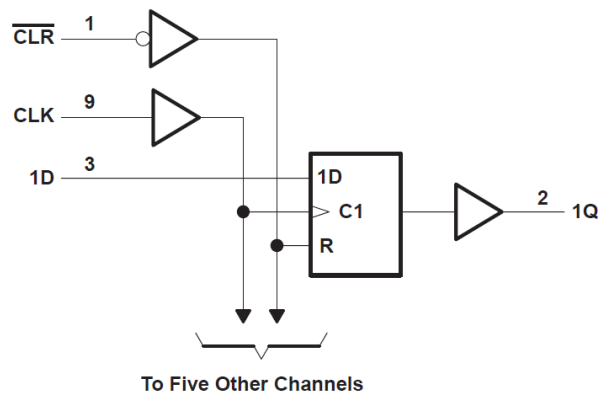 CLR 1
CLK 9
1D 3
1D
C1
R
2 1Q
To Five Other Channels